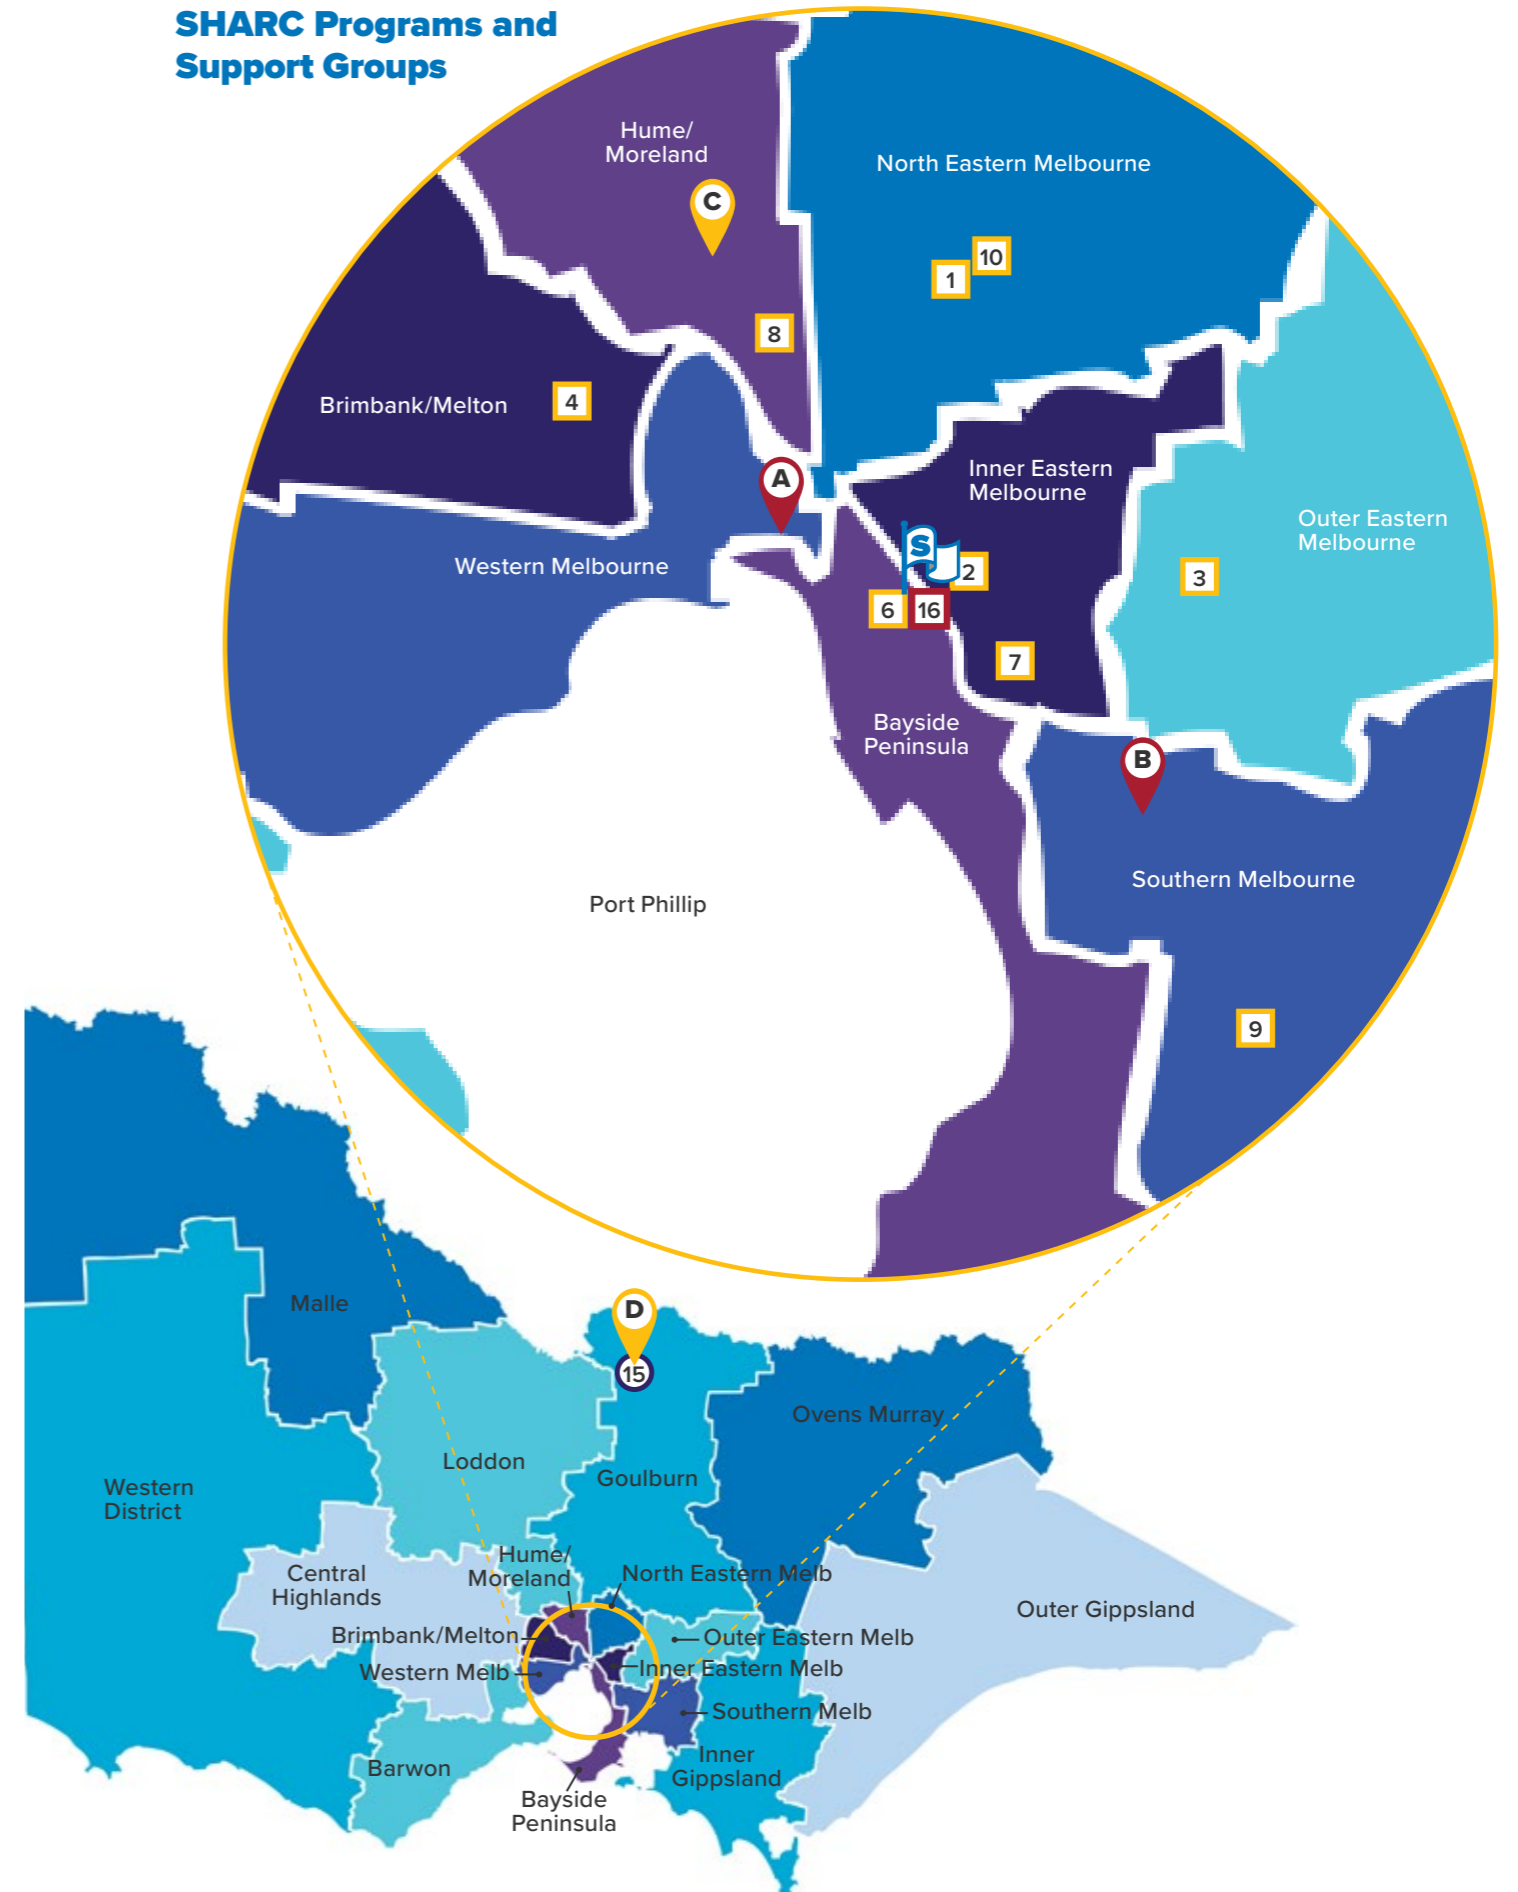 SHARC Programs and
Support Groups
Hume/
Moreland
North Eastern Melbourne
C
10
1
8
Brimbank/Melton
4
Inner Eastern
Melbourne
A
Outer Eastern
Melbourne
Western Melbourne
S
2
3
6
16
7
Bayside
Peninsula
B
Southern Melbourne
Port Phillip
9
Malle
D
15
Ovens Murray
Loddon
Goulburn
Western
District
Hume/
Moreland
North Eastern Melb
Central
Highlands
Outer Gippsland
Brimbank/Melton
Outer Eastern Melb
Western Melb
Inner Eastern Melb
Southern Melb
Inner
Gippsland
Barwon
Bayside
Peninsula